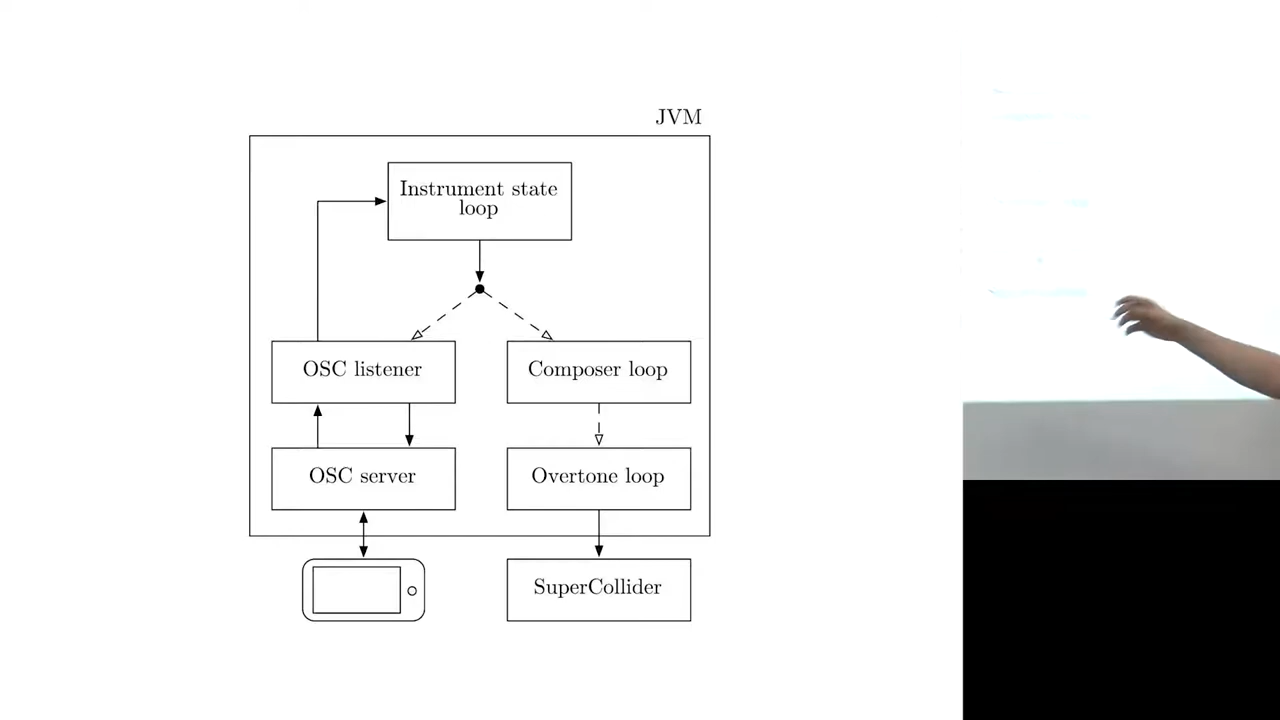 JVM
Instrument state
loop
OSC listener
Composer loop
OSC server
Overtone loop
SuperCollider